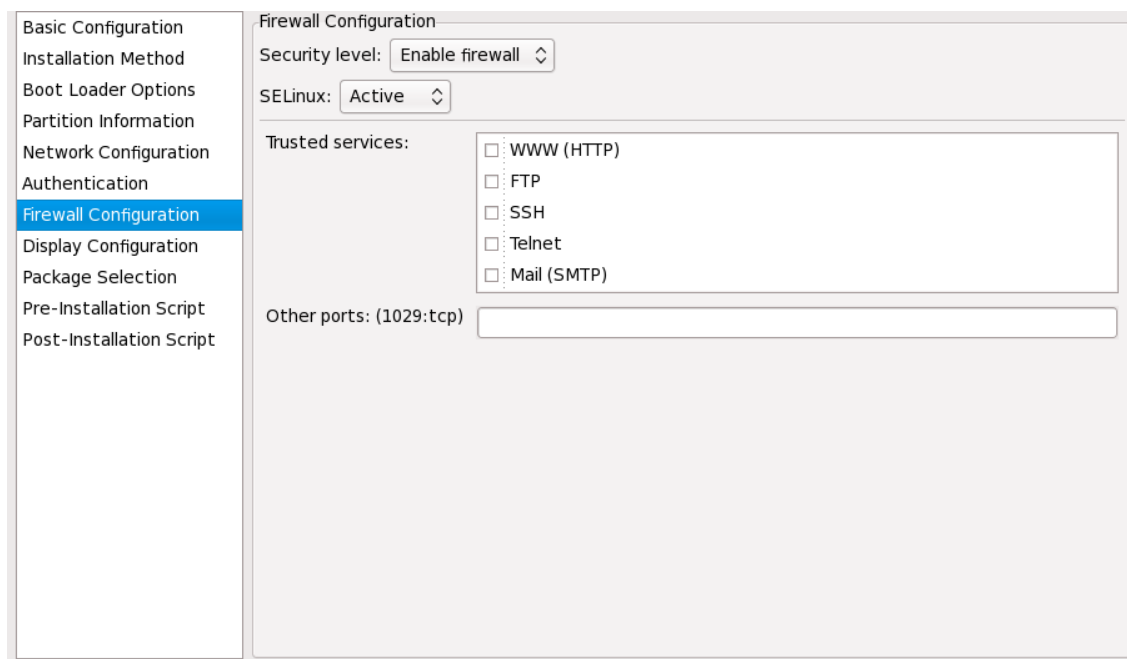 Basic Configuration
Installation Method
Boot Loader Options
Partition Information
Network Configuration
Authentication
Firewall Configuration
Display Configuration
Package Selection
Pre-Installation Script
Post-Installation Script
Firewall Configuration
Security level: Enable firewall
SELinux: Active
Trusted services:
WWW (HTTP)
FTP
SSH
Telnet
Mail (SMTP)
Other ports: (1029:tcp)